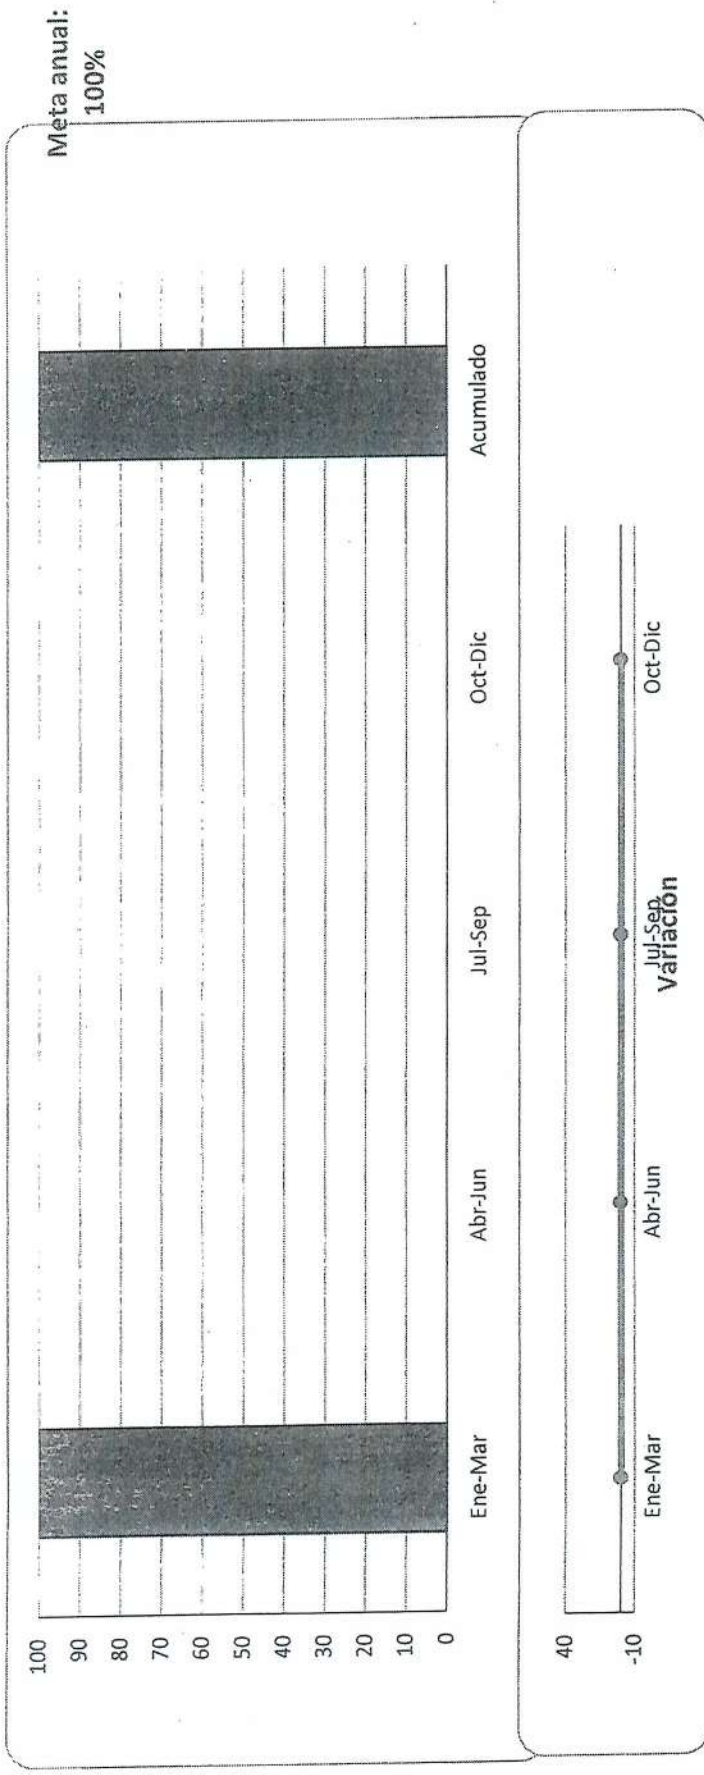 Meta anual:
100%
100
90
80
70
60
50
40
30
20
10
0
Ene-Mar
Abr-Jun
Jul-Sep
Oct-Dic
Acumulado
40
-10
Ene-Mar
Abr-Jun
Jul-Sep
Oct-Dic
Variación